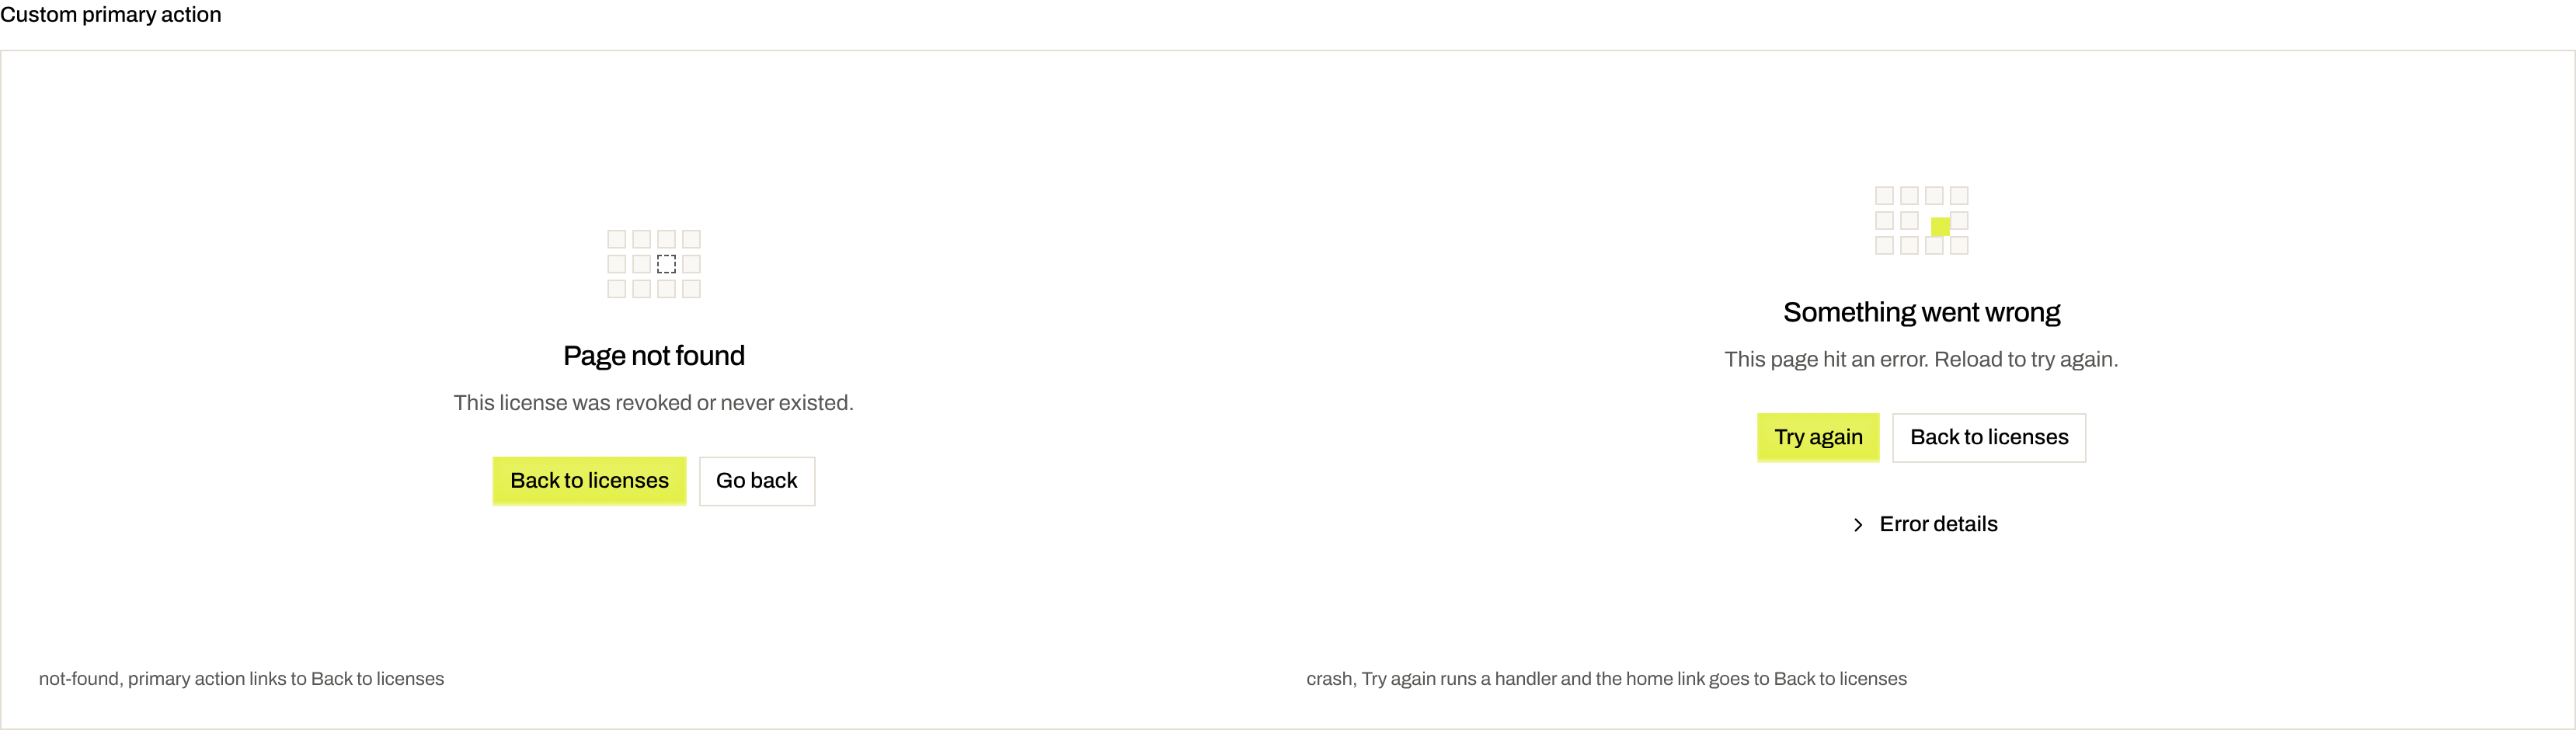 Custom primary action
Page not found
This license was revoked or never existed.
Back to licenses
Go back
not-found, primary action links to Back to licenses
Something went wrong
This page hit an error. Reload to try again.
Try again
Back to licenses
Error details
crash, Try again runs a handler and the home link goes to Back to licenses